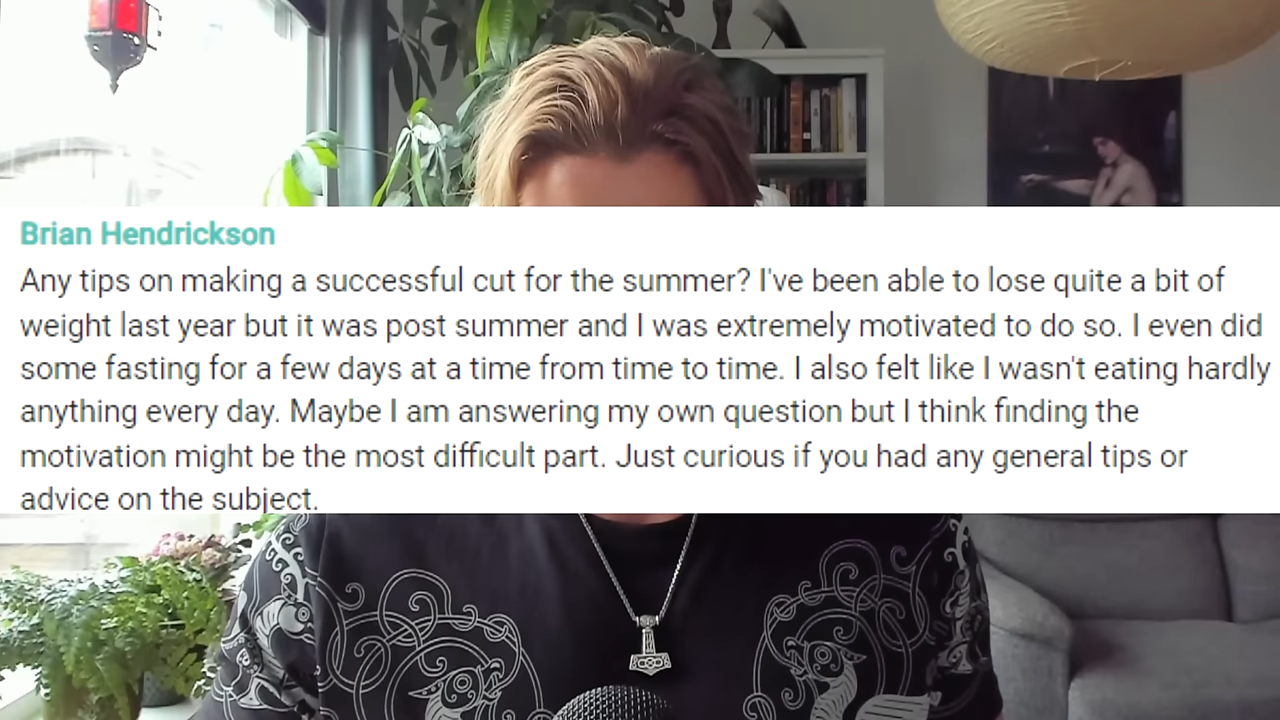 Brian Hendrickson
Any tips on making a successful cut for the summer? I've been able to lose quite a bit of
weight last year but it was post summer and I was extremely motivated to do so. I even did
some fasting for a few days at a time from time to time. I also felt like I wasn't eating hardly
anything every day. Maybe I am answering my own question but I think finding the
motivation might be the most difficult part. Just curious if you had any general tips or
advice on the subject.